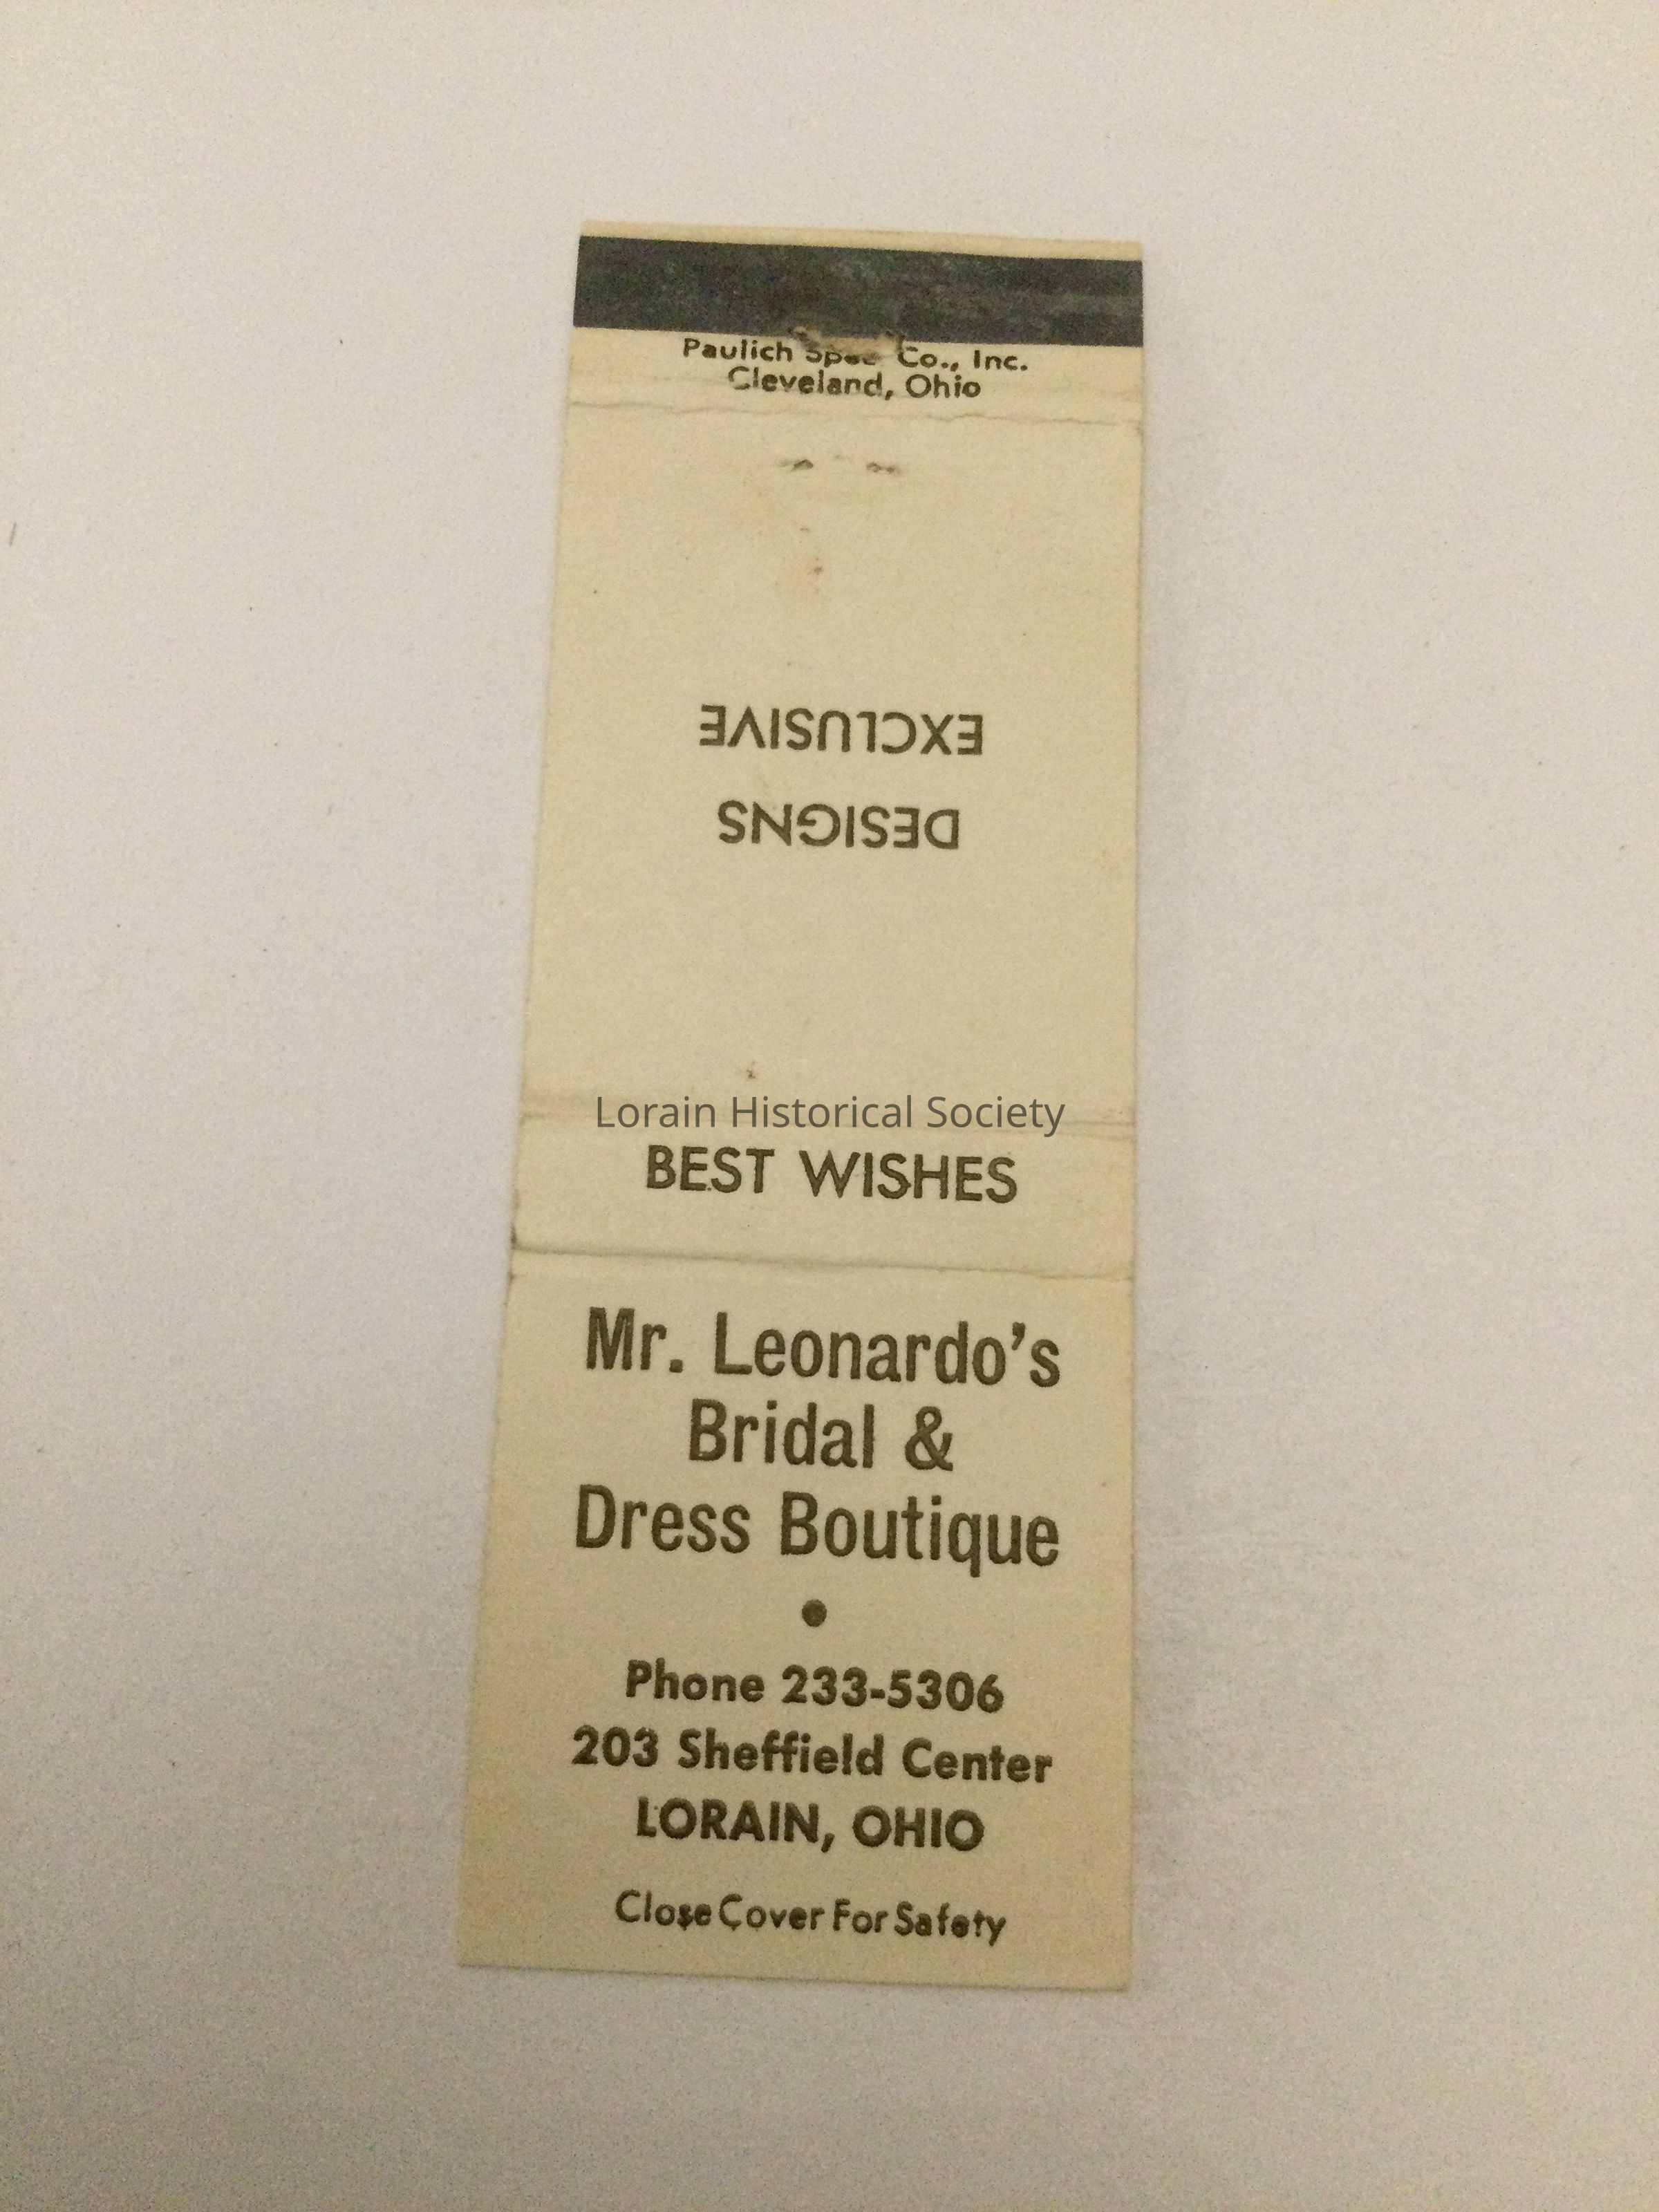 Paulich Spec Co., Inc.
Cleveland, Ohio
DESIGNS
EXCLUSIVE
Lorain Historical Society
BEST WISHES
Mr. Leonardo's
Bridal &
Dress Boutique
•
Phone 233-5306
203 Sheffield Center
LORAIN, OHIO
Close Cover For Safety